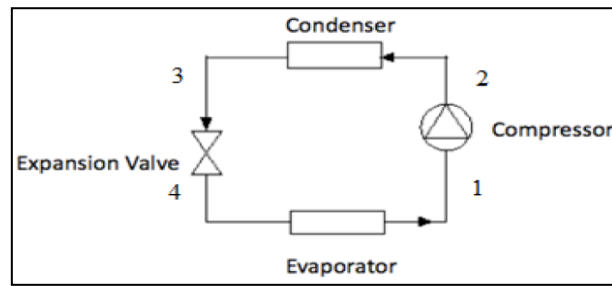 Condenser
3
2
Compressor
Expansion Valve
4
1
Evaporator